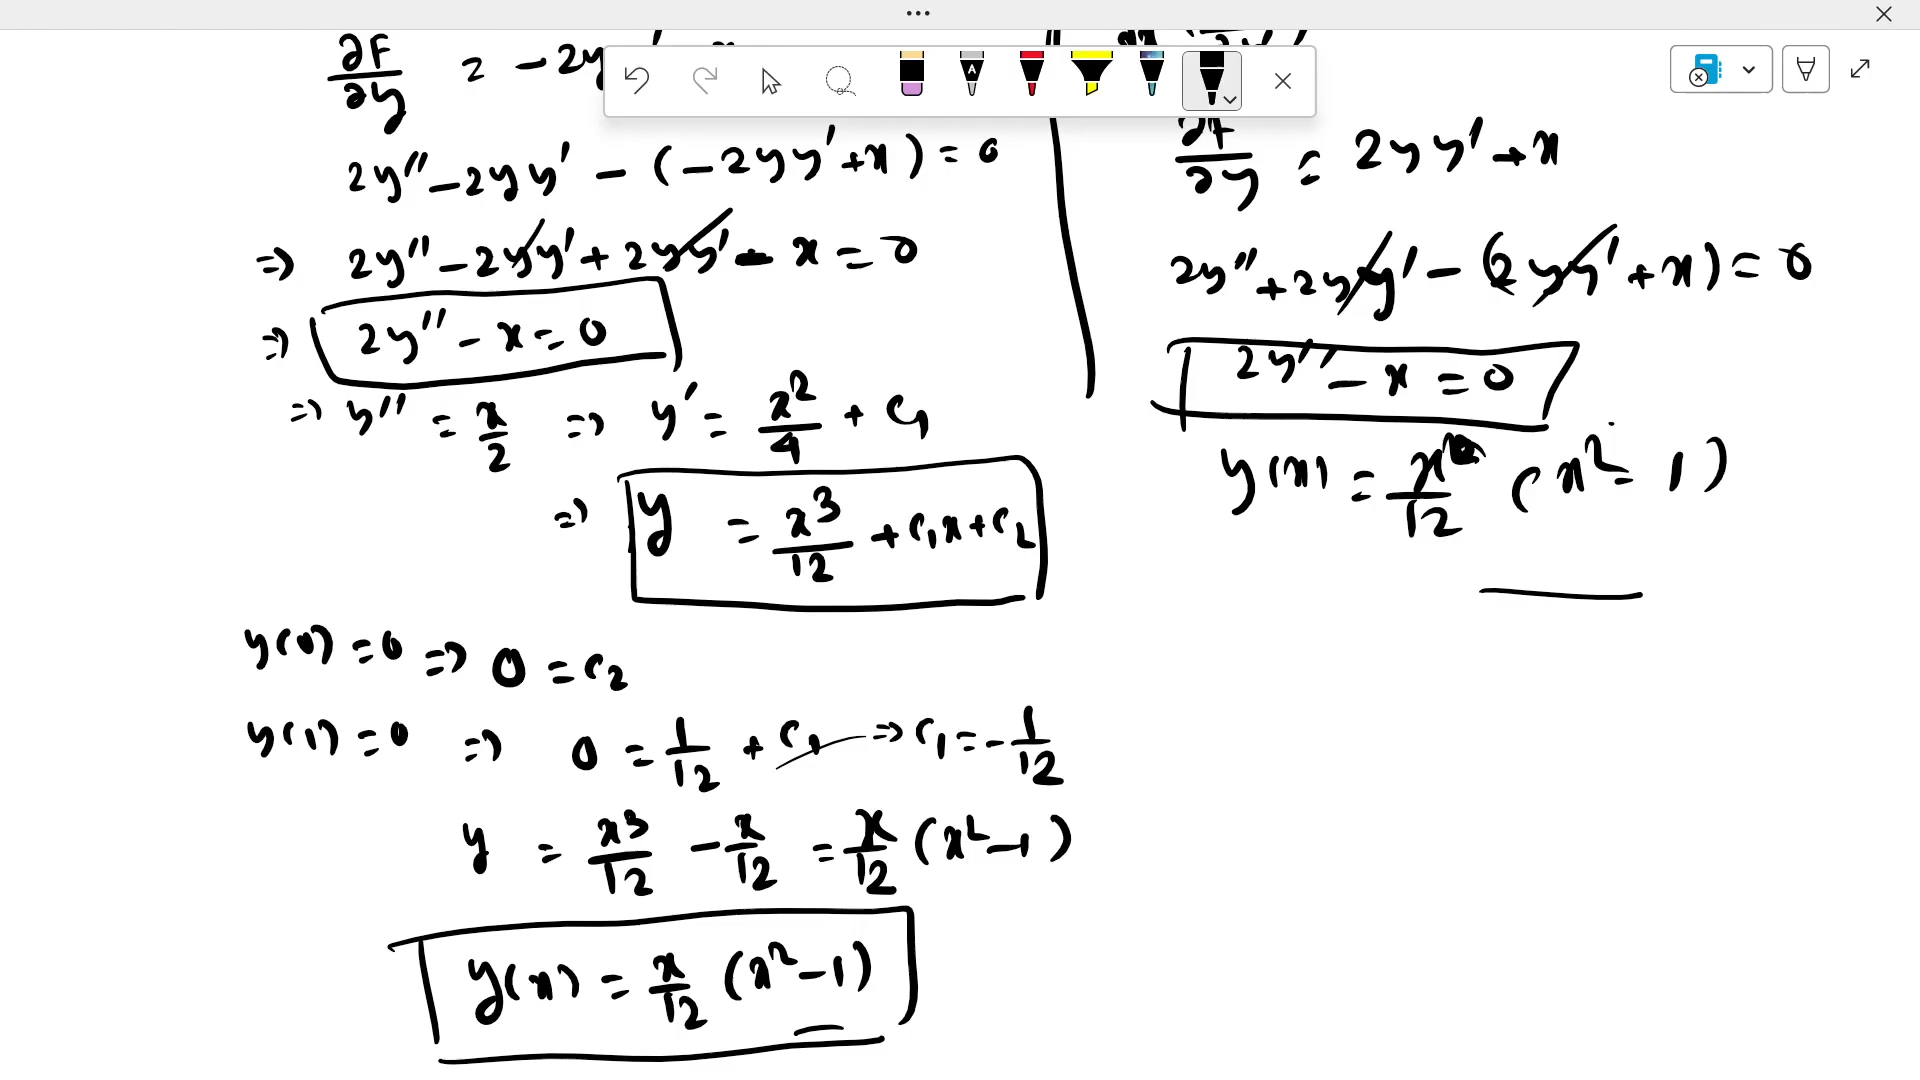 ∂F/∂y = -2y
2y'' - 2yy' - (-2yy' + x) = 0
⇒ 2y'' - 2yy' + 2yy' - x = 0
⇒ 2y'' - x = 0
⇒ y'' = x/2 ⇒ y' = x²/4 + c₁
⇒ y = x³/12 + c₁x + c₂
y(0) = 0 ⇒ 0 = c₂
y(1) = 0 ⇒ 0 = 1/12 + c₁ ⇒ c₁ = -1/12
y = x³/12 - x/12 = x/12 (x² - 1)
y(x) = x/12 (x² - 1)
∂F/∂y = 2yy' + x
2y'' + 2yy' - (2yy' + x) = 0
2y'' - x = 0
y(x) = x/12 (x² - 1)